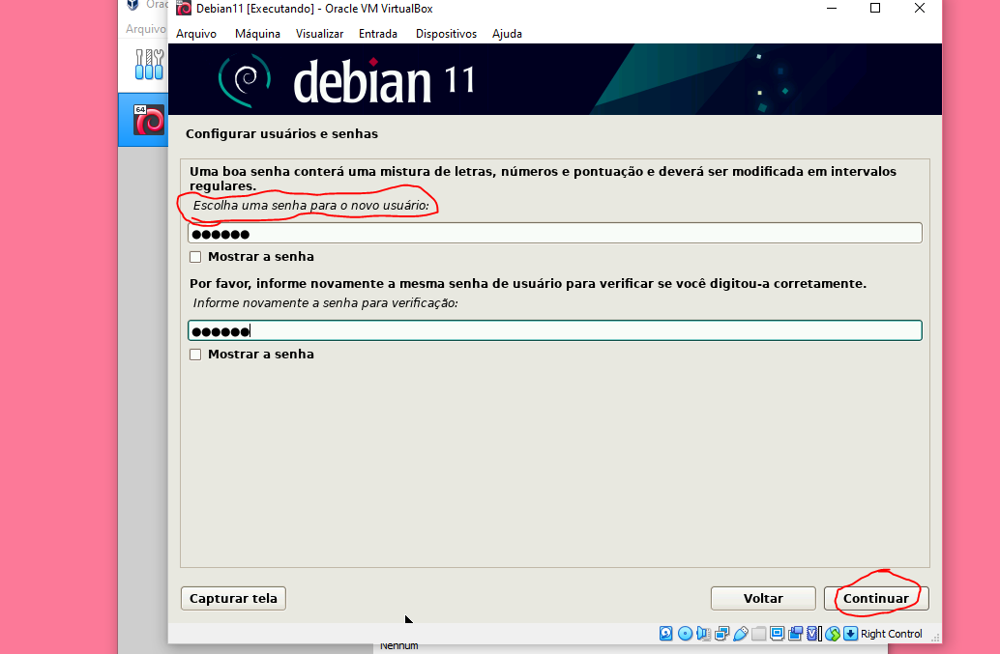 Orac
Debian11 [Executando] - Oracle VM VirtualBox
Arquivo
Arquivo Máquina Visualizar Entrada Dispositivos Ajuda
debian 11
64
Configurar usuários e senhas
Uma boa senha conterá uma mistura de letras, números e pontuação e deverá ser modificada em intervalos
regulares.
Escolha uma senha para o novo usuário:
●●●●●●
Mostrar a senha
Por favor, informe novamente a mesma senha de usuário para verificar se você digitou-a corretamente.
Informe novamente a senha para verificação:
●●●●●●
Mostrar a senha
Capturar tela Voltar Continuar
Right Control
Nenhum